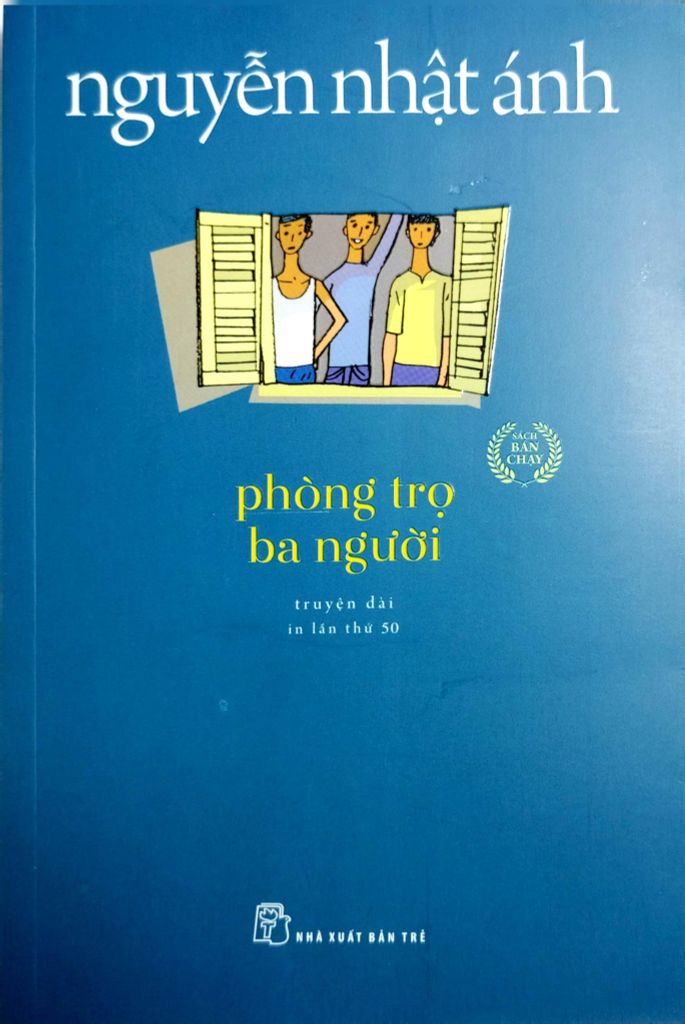 nguyễn nhật ánh
SÁCH
BÁN
CHẠY
phòng trọ
ba người
truyện dài
in lần thứ 50
T
NHÀ XUẤT BẢN TRẺ